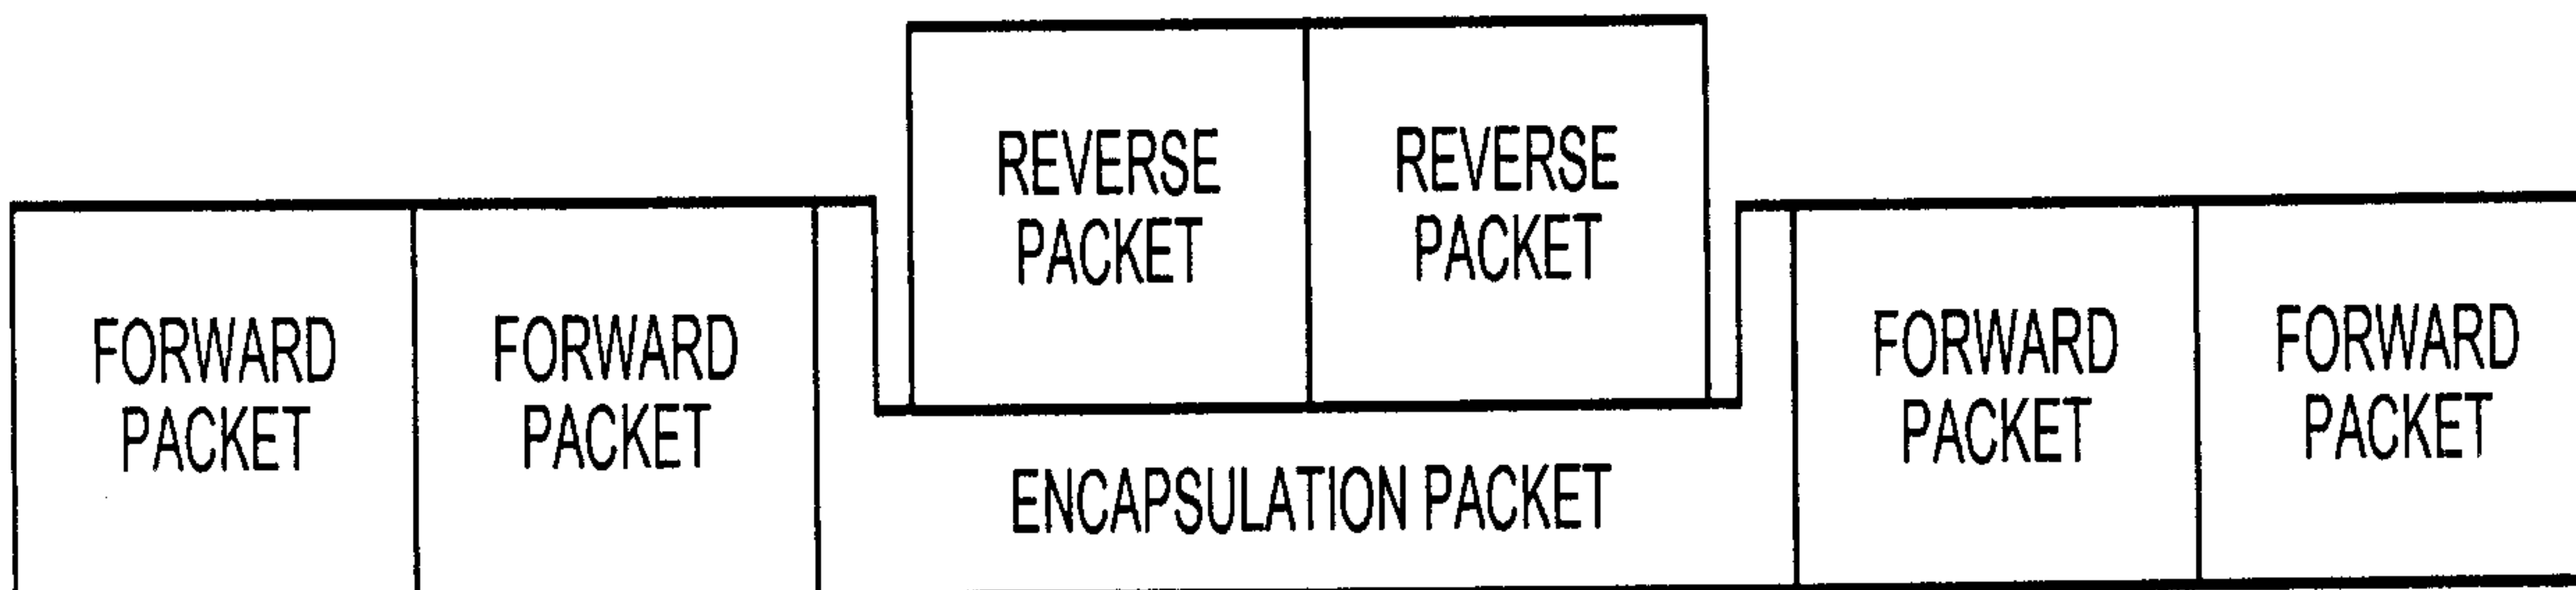 REVERSE
PACKET
REVERSE
PACKET
FORWARD
PACKET
FORWARD
PACKET
ENCAPSULATION PACKET
FORWARD
PACKET
FORWARD
PACKET